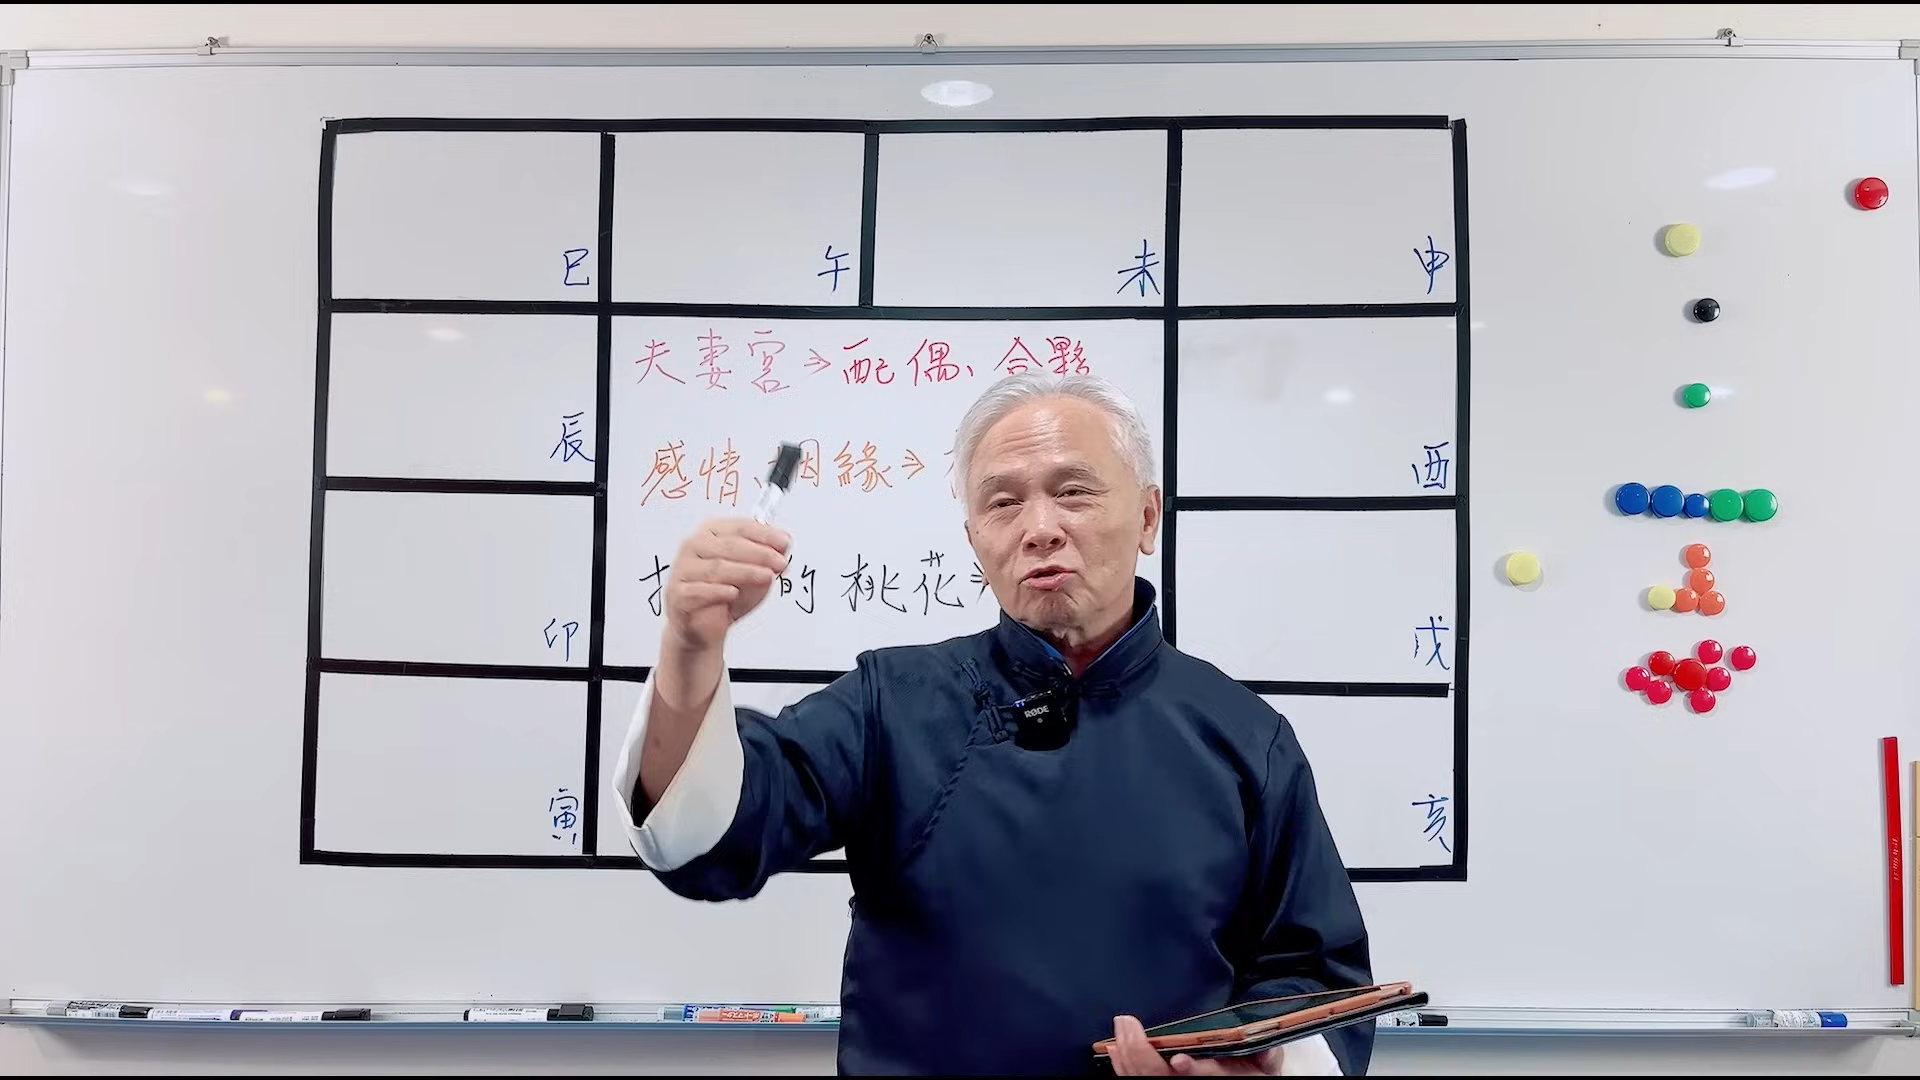 巳 午 未 申
夫妻宮⇒配偶、合夥
辰 酉
感情、姻緣⇒
的桃花⇒
卯 戌
寅 亥
RØDE